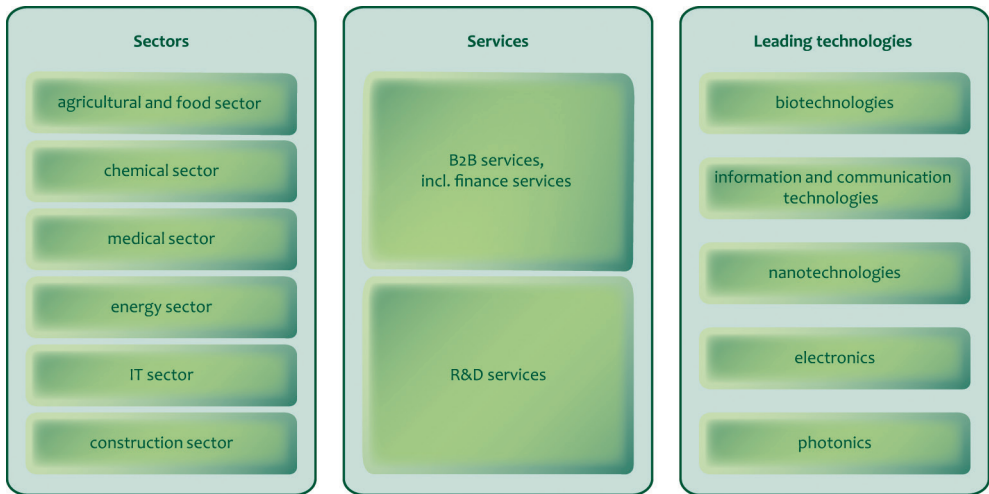 Sectors
agricultural and food sector
chemical sector
medical sector
energy sector
IT sector
construction sector
Services
B2B services,
incl. finance services
R&D services
Leading technologies
biotechnologies
information and communication
technologies
nanotechnologies
electronics
photonics